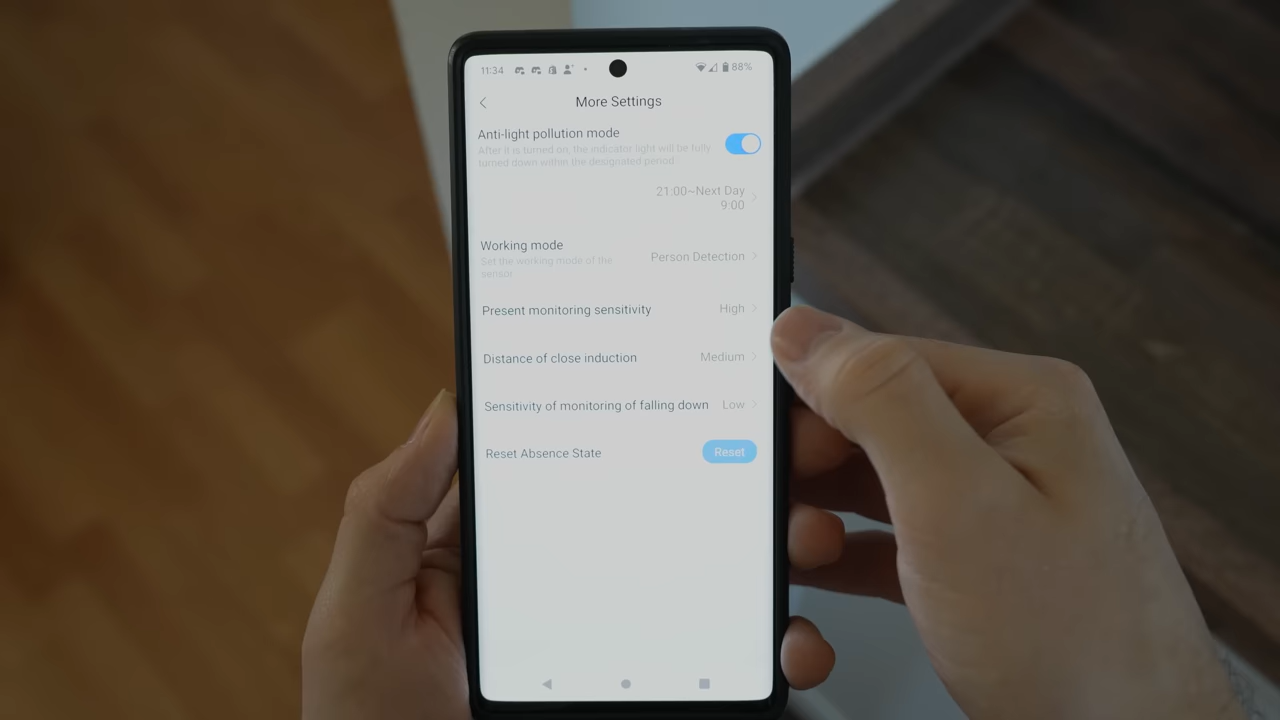 11:34
88%
More Settings
Anti-light pollution mode
After it is turned on, the indicator light will be fully
turned down within the designated period
21:00~Next Day
9:00
Working mode
Set the working mode of the
sensor
Person Detection
Present monitoring sensitivity
High
Distance of close induction
Medium
Sensitivity of monitoring of falling down
Low
Reset Absence State
Reset